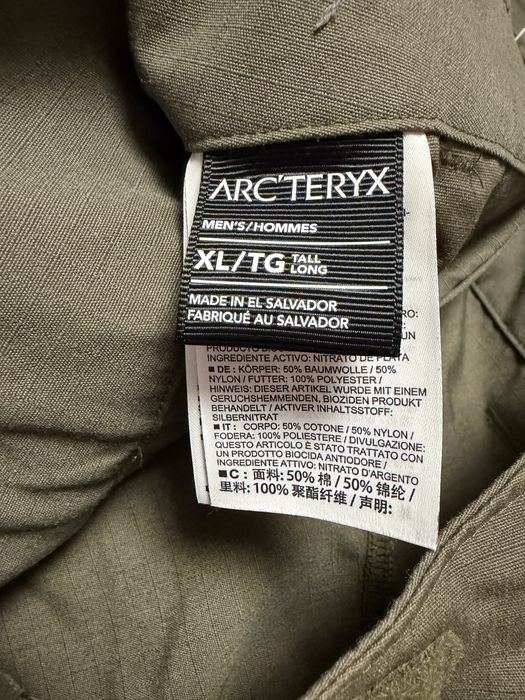 ARC'TERYX
MEN'S/HOMMES
XL/TG TALL LONG
MADE IN EL SALVADOR
FABRIQUÉ AU SALVADOR
RO:
UN
INGREDIENTE ACTIVO: NITRATO DE PLATA
■ DE : KÖRPER: 50% BAUMWOLLE / 50%
NYLON / FUTTER: 100% POLYESTER /
HINWEIS: DIESER ARTIKEL WURDE MIT EINEM
GERUCHSHEMMENDEN, BIOZIDEN PRODUKT
BEHANDELT / AKTIVER INHALTSSTOFF:
SILBERNITRAT
■ IT : CORPO: 50% COTONE / 50% NYLON /
FODERA: 100% POLIESTERE / DIVULGAZIONE:
QUESTO ARTICOLO È STATO TRATTATO CON
UN PRODOTTO BIOCIDA ANTIODORE /
INGREDIENTE ATTIVO: NITRATO D'ARGENTO
■ C : 面料: 50% 棉 / 50% 锦纶 /
里料: 100% 聚酯纤维 / 声明: